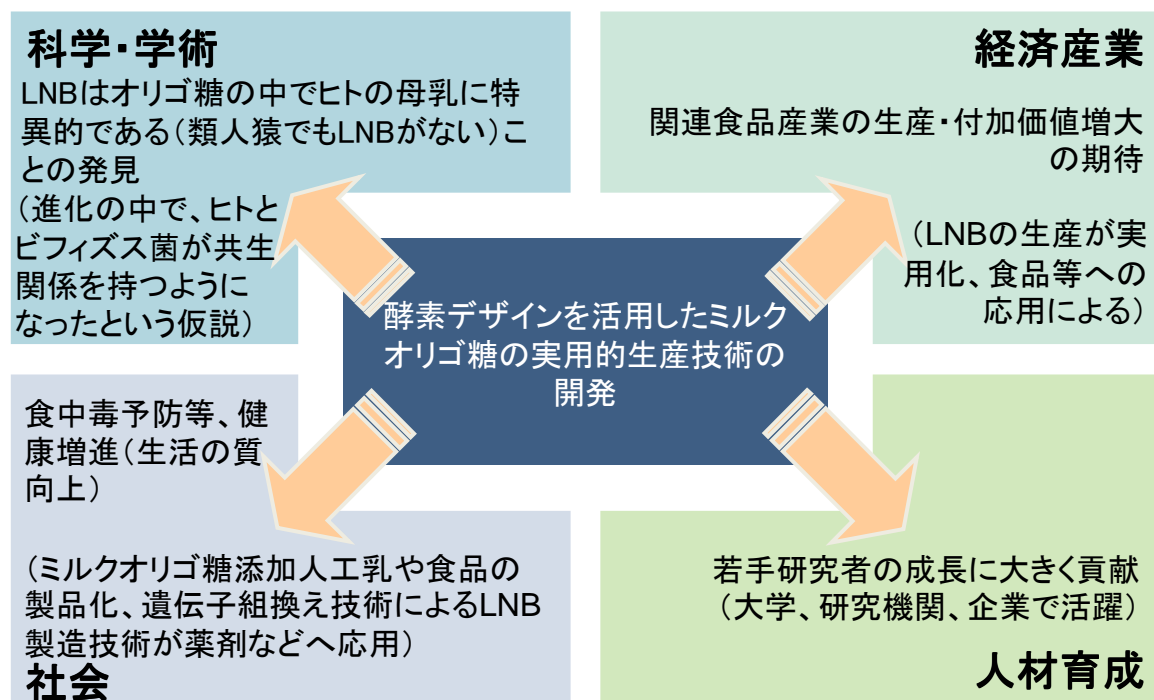 科学・学術
LNBはオリゴ糖の中でヒトの母乳に特
異的である(類人猿でもLNBがない)こ
との発見
(進化の中で、ヒトと
ビフィズス菌が共生
関係を持つように
なったという仮説)
経済産業
関連食品産業の生産・付加価値増大
の期待
(LNBの生産が実
用化、食品等への
応用による)
酵素デザインを活用したミルク
オリゴ糖の実用的生産技術の
開発
食中毒予防等、健
康増進(生活の質
向上)
(ミルクオリゴ糖添加人工乳や食品の
製品化、遺伝子組換え技術によるLNB
製造技術が薬剤などへ応用)
社会
若手研究者の成長に大きく貢献
(大学、研究機関、企業で活躍)
人材育成